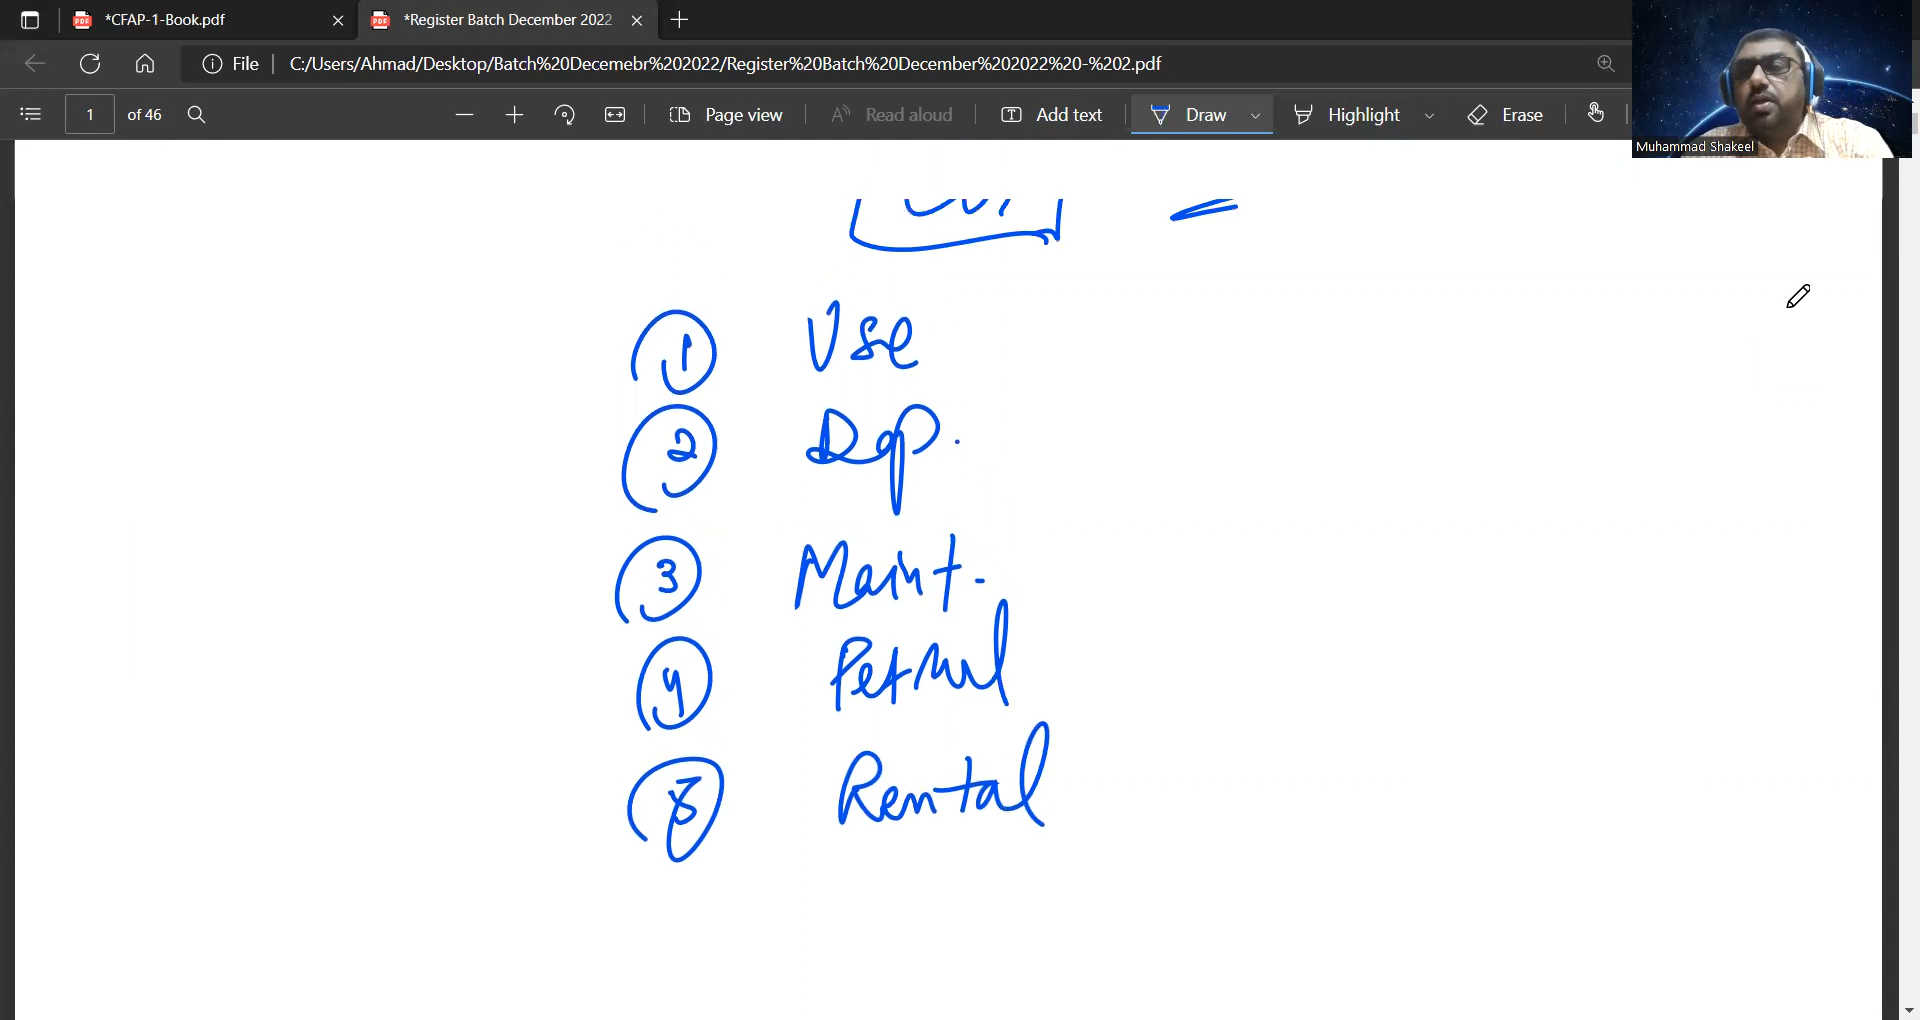 *CFAP-1-Book.pdf
*Register Batch December 2022
File C:/Users/Ahmad/Desktop/Batch%20Decemebr%202022/Register%20Batch%20December%202022%20-%202.pdf
1 of 46 Page view Read aloud Add text Draw Highlight Erase
Muhammad Shakeel
1 Use
2 Dep.
3 Maint.
4 Petrol
5 Rental